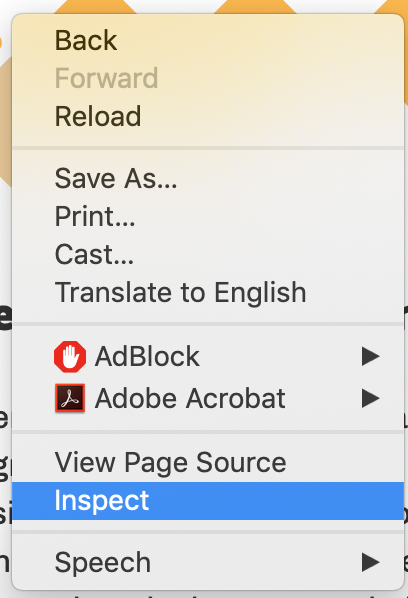 Back
Forward
Reload
Save As...
Print...
Cast...
Translate to English
AdBlock
Adobe Acrobat
View Page Source
Inspect
Speech